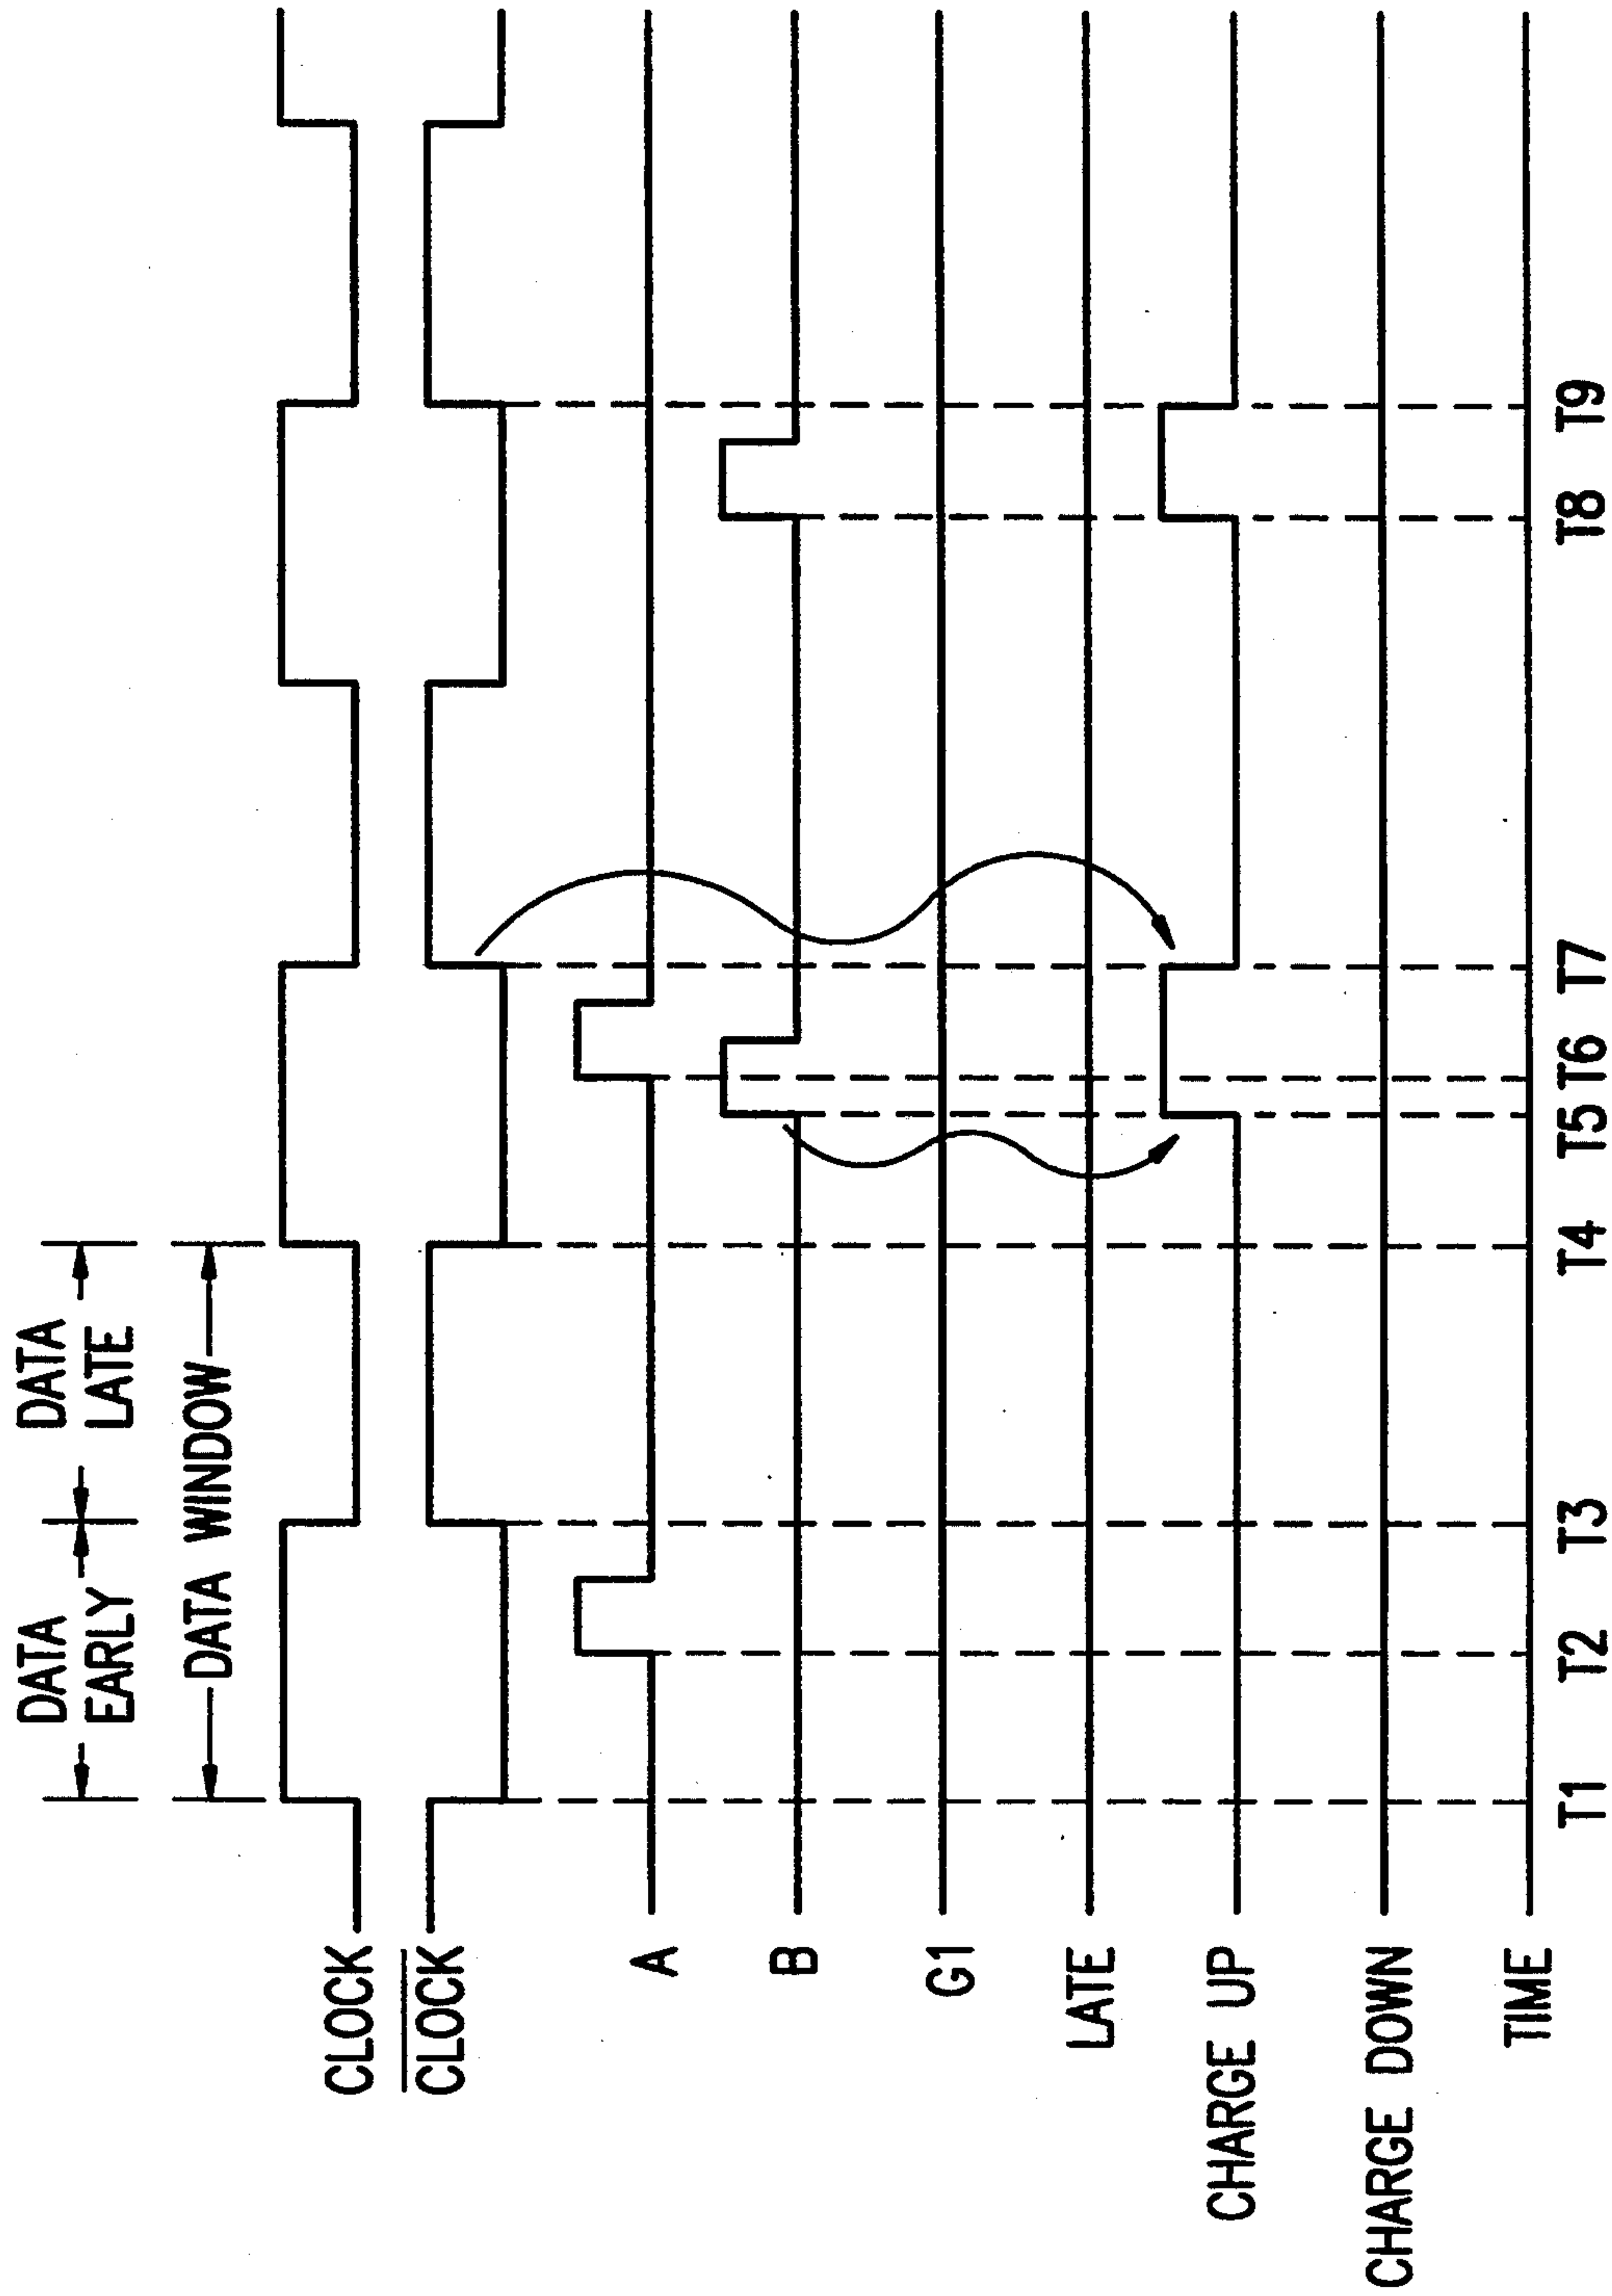 DATA
EARLY
DATA
LATE
DATA WINDOW
CLOCK
CLOCK
A
B
G1
LATE
CHARGE UP
CHARGE DOWN
TIME
T1 T2 T3 T4 T5 T6 T7 T8 T9